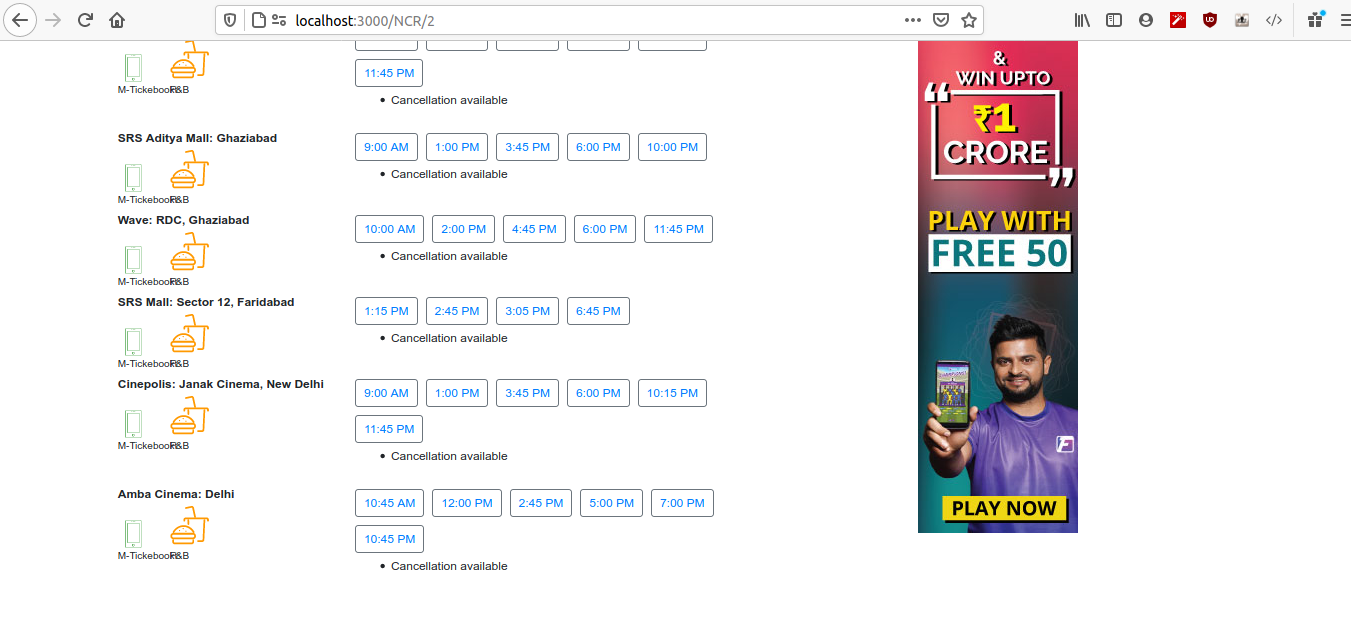 localhost:3000/NCR/2
11:45 PM
M-Tickebooks F&B
• Cancellation available
SRS Aditya Mall: Ghaziabad
9:00 AM 1:00 PM 3:45 PM 6:00 PM 10:00 PM
• Cancellation available
M-Tickebooks F&B
Wave: RDC, Ghaziabad
10:00 AM 2:00 PM 4:45 PM 6:00 PM 11:45 PM
• Cancellation available
M-Tickebooks F&B
SRS Mall: Sector 12, Faridabad
1:15 PM 2:45 PM 3:05 PM 6:45 PM
• Cancellation available
M-Tickebooks F&B
Cinepolis: Janak Cinema, New Delhi
9:00 AM 1:00 PM 3:45 PM 6:00 PM 10:15 PM
11:45 PM
M-Tickebooks F&B
• Cancellation available
Amba Cinema: Delhi
10:45 AM 12:00 PM 2:45 PM 5:00 PM 7:00 PM
10:45 PM
M-Tickebooks F&B
• Cancellation available
&
WIN UPTO
“₹1
CRORE”
PLAY WITH
FREE 50
F
PLAY NOW